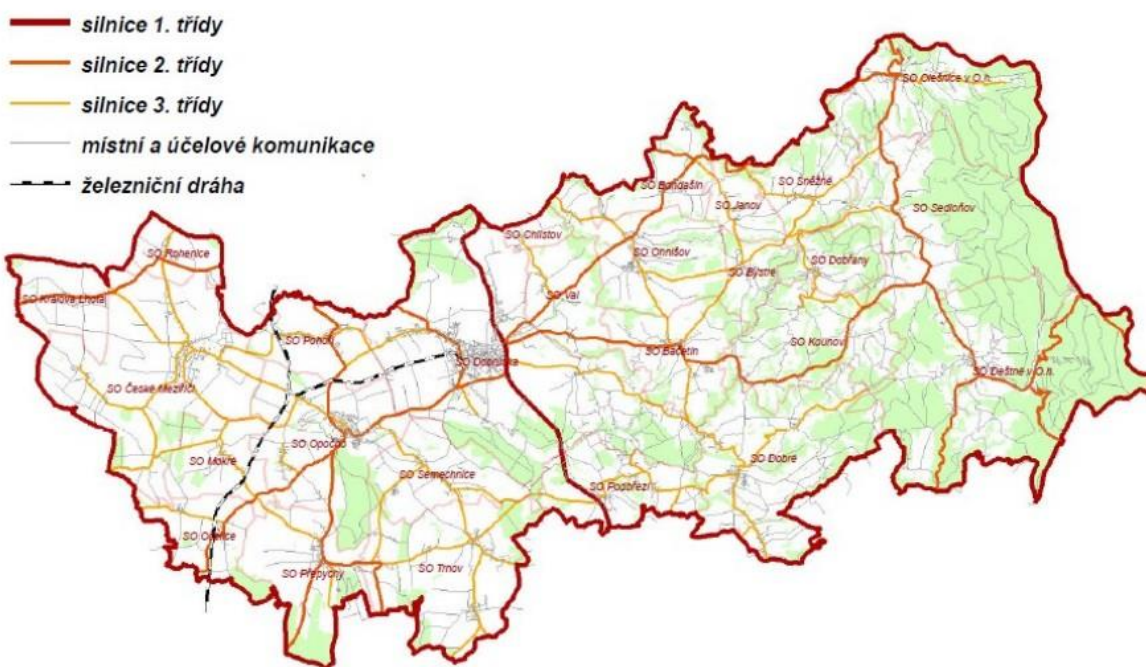 silnice 1. třídy
silnice 2. třídy
silnice 3. třídy
místní a účelové komunikace
železniční dráha
SO Olešnice v O.h.
SO Bohdašín
SO Sněžné
SO Janov
SO Sedloňov
SO Chlístov
SO Rohenice
SO Ohnišov
SO Bystré
SO Dobřany
SO Králova Lhota
SO Val
SO Pohoří
SO Bačetín
SO Kounov
SO Dobruška
SO Deštné v O.h.
SO České Meziříčí
SO Opočno
SO Mokré
SO Semechnice
SO Dobré
SO Podbřezí
SO Očelice
SO Přepychy
SO Trnov